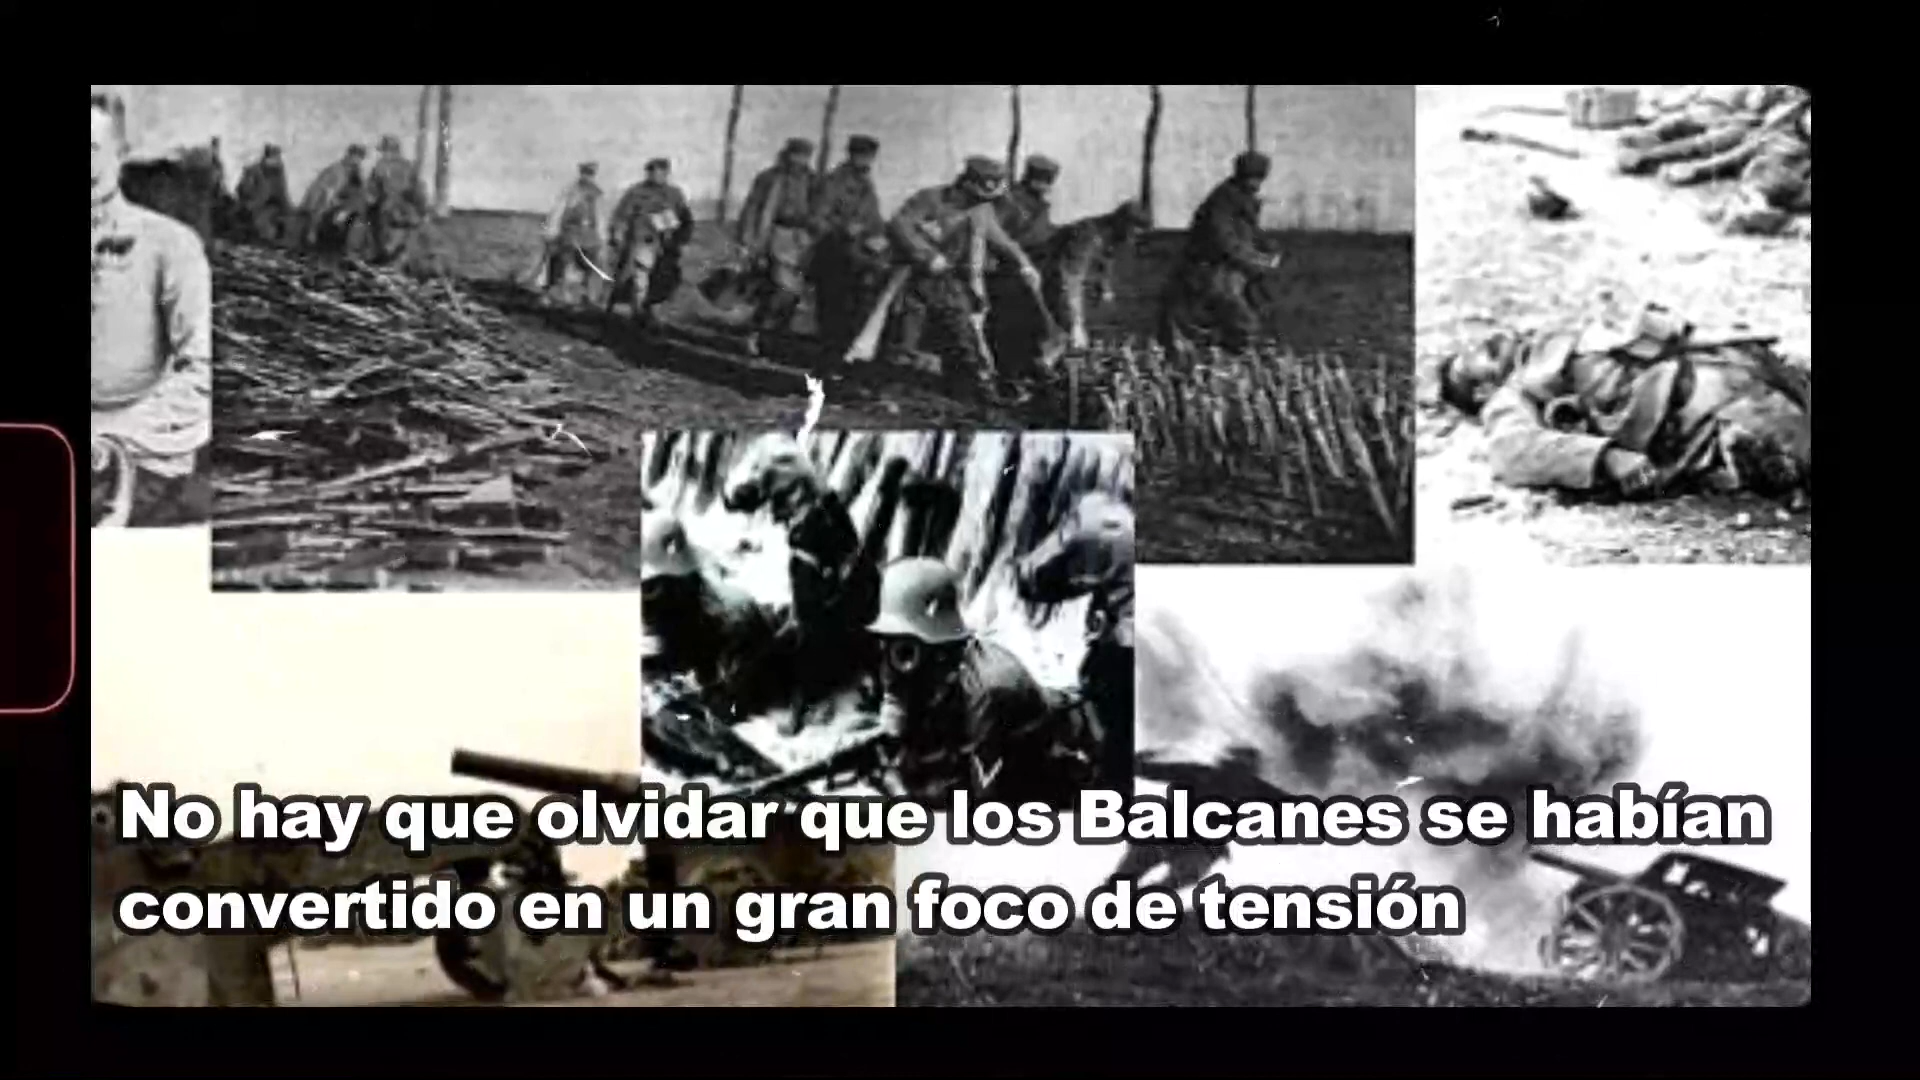 No hay que olvidar que los Balcanes se habían
convertido en un gran foco de tensión